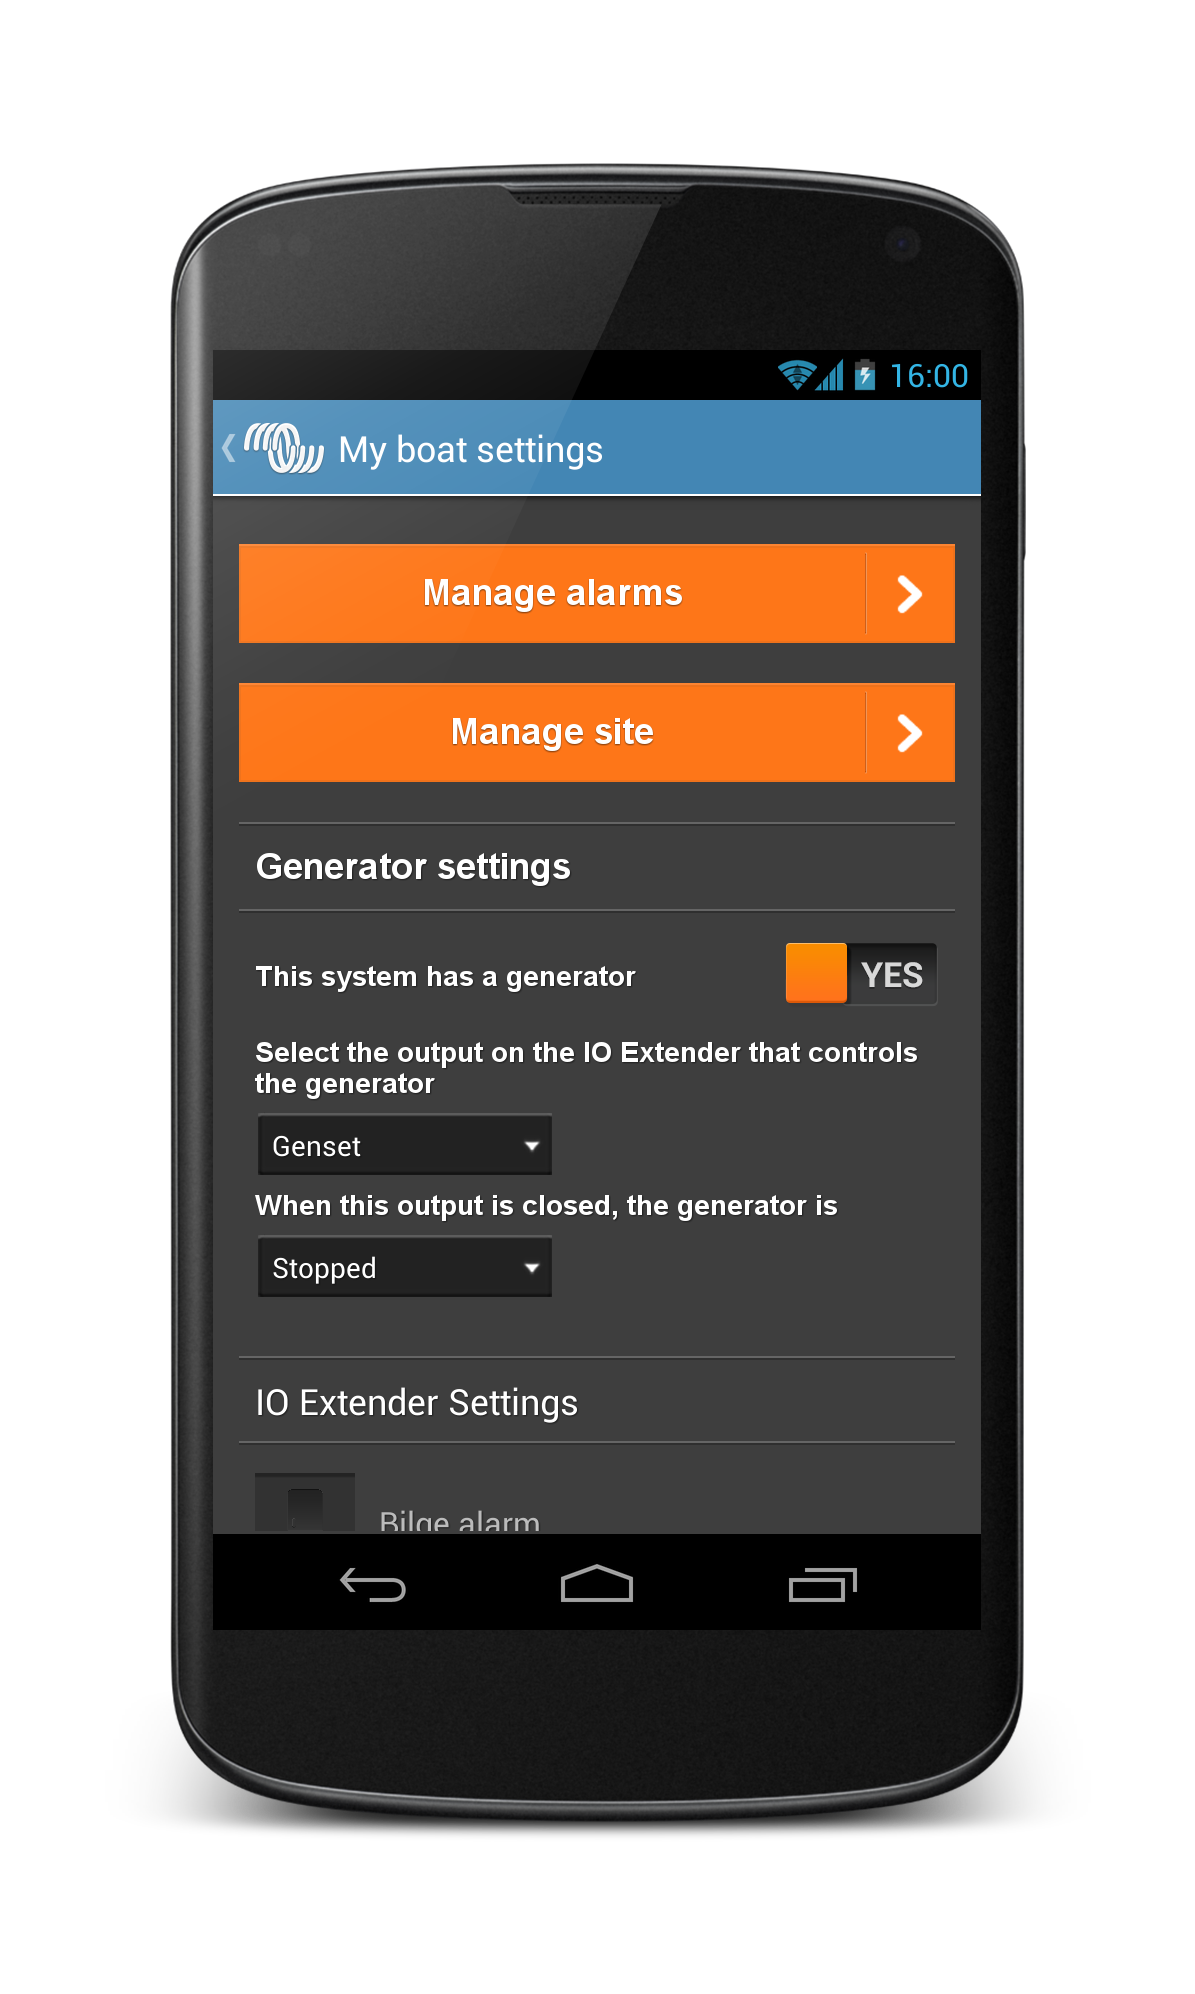 16:00
My boat settings
Manage alarms
Manage site
Generator settings
This system has a generator
YES
Select the output on the IO Extender that controls
the generator
Genset
When this output is closed, the generator is
Stopped
IO Extender Settings
Bilge alarm